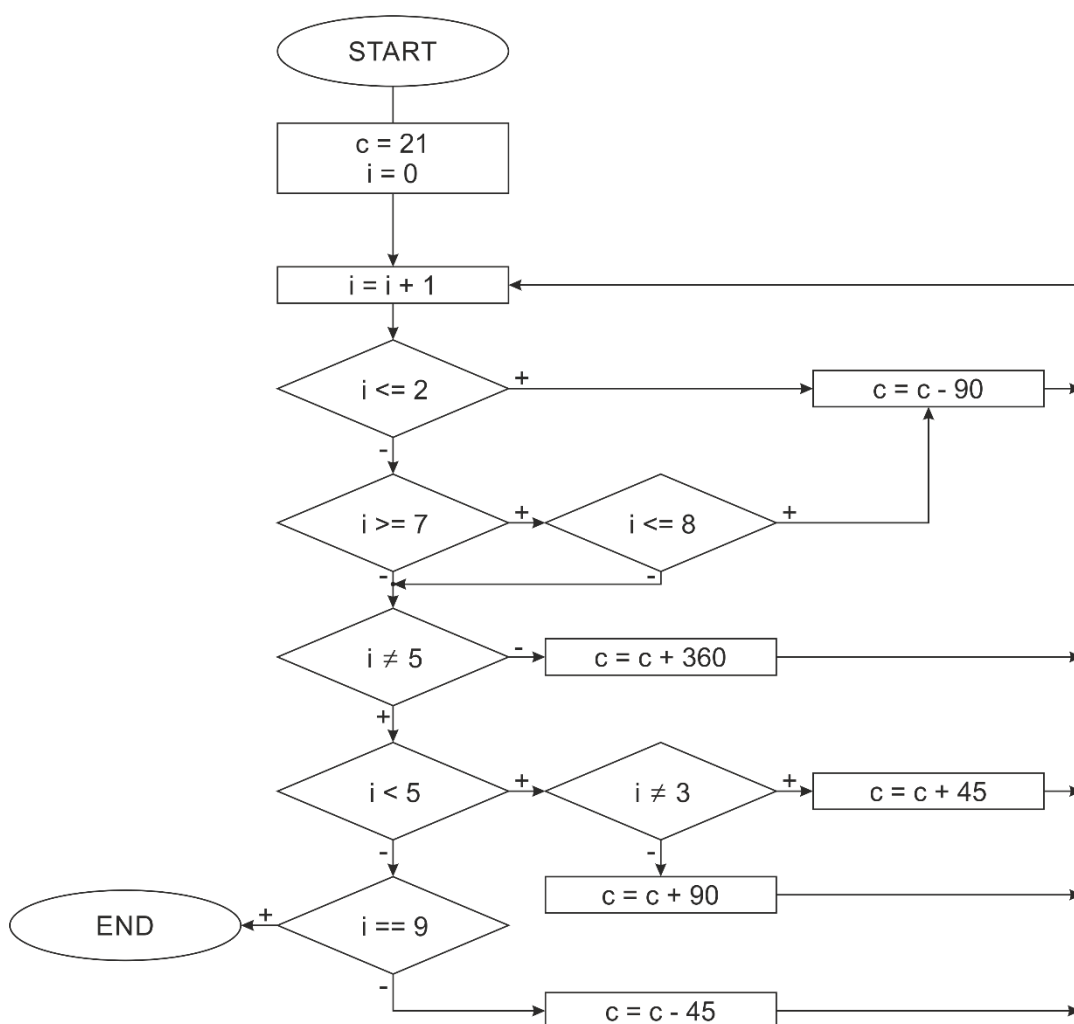 START
c = 21
i = 0
i = i + 1
i <= 2
+
c = c - 90
-
i >= 7
+
i <= 8
+
-
-
i ≠ 5
-
c = c + 360
+
i < 5
+
i ≠ 3
+
c = c + 45
-
-
c = c + 90
END
+
i == 9
-
c = c - 45